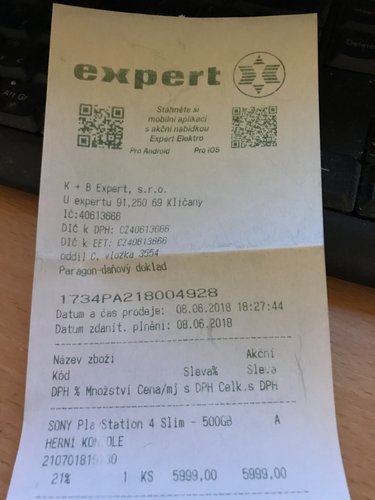 expert
Stáhněte si
mobilní aplikaci
s akční nabídkou
Expert Elektro
Pro Android Pro iOS
K + B Expert, s.r.o.
U expertu 91,250 69 Klíčany
IČ:40613666
DIČ k DPH: CZ40613666
DIČ k EET: CZ40613666
oddíl C, vložka 3554
Paragon-daňový doklad
1734PA218004928
Datum a čas prodeje: 08.06.2018 18:27:44
Datum zdanit. plnění: 08.06.2018
Název zboží Akční
Kód Sleva% Sleva
DPH % Množství Cena/mj s DPH Celk.s DPH
SONY PlayStation 4 Slim - 500GB A
HERNÍ KONZOLE
21% 1 KS 5999,00 5999,00